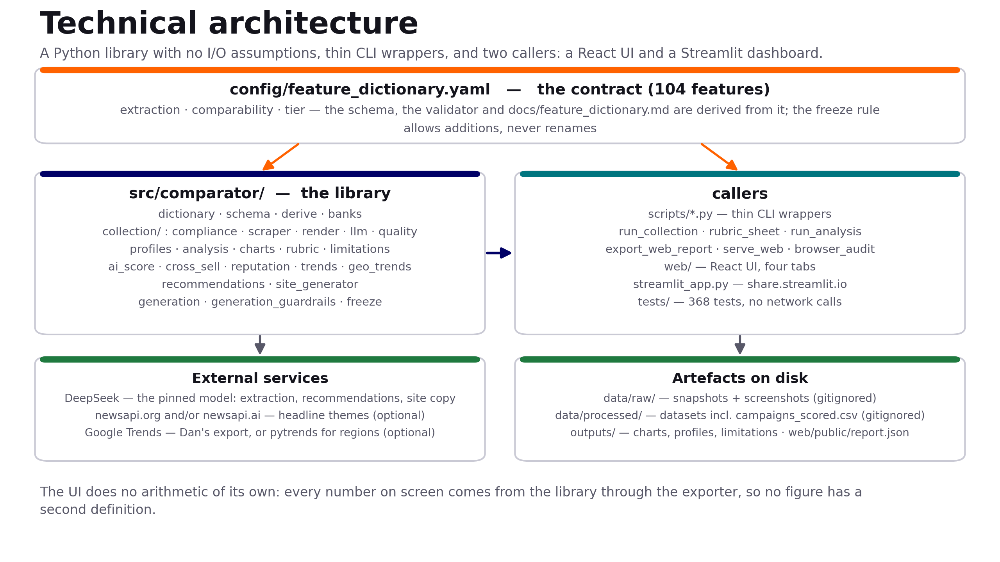 Technical architecture
A Python library with no I/O assumptions, thin CLI wrappers, and two callers: a React UI and a Streamlit dashboard.
config/feature_dictionary.yaml — the contract (104 features)
extraction · comparability · tier — the schema, the validator and docs/feature_dictionary.md are derived from it; the freeze rule
allows additions, never renames
src/comparator/ — the library
dictionary · schema · derive · banks
collection/ : compliance · scraper · render · llm · quality
profiles · analysis · charts · rubric · limitations
ai_score · cross_sell · reputation · trends · geo_trends
recommendations · site_generator
generation · generation_guardrails · freeze
callers
scripts/*.py — thin CLI wrappers
run_collection · rubric_sheet · run_analysis
export_web_report · serve_web · browser_audit
web/ — React UI, four tabs
streamlit_app.py — share.streamlit.io
tests/ — 368 tests, no network calls
External services
DeepSeek — the pinned model: extraction, recommendations, site copy
newsapi.org and/or newsapi.ai — headline themes (optional)
Google Trends — Dan's export, or pytrends for regions (optional)
Artefacts on disk
data/raw/ — snapshots + screenshots (gitignored)
data/processed/ — datasets incl. campaigns_scored.csv (gitignored)
outputs/ — charts, profiles, limitations · web/public/report.json
The UI does no arithmetic of its own: every number on screen comes from the library through the exporter, so no figure has a
second definition.